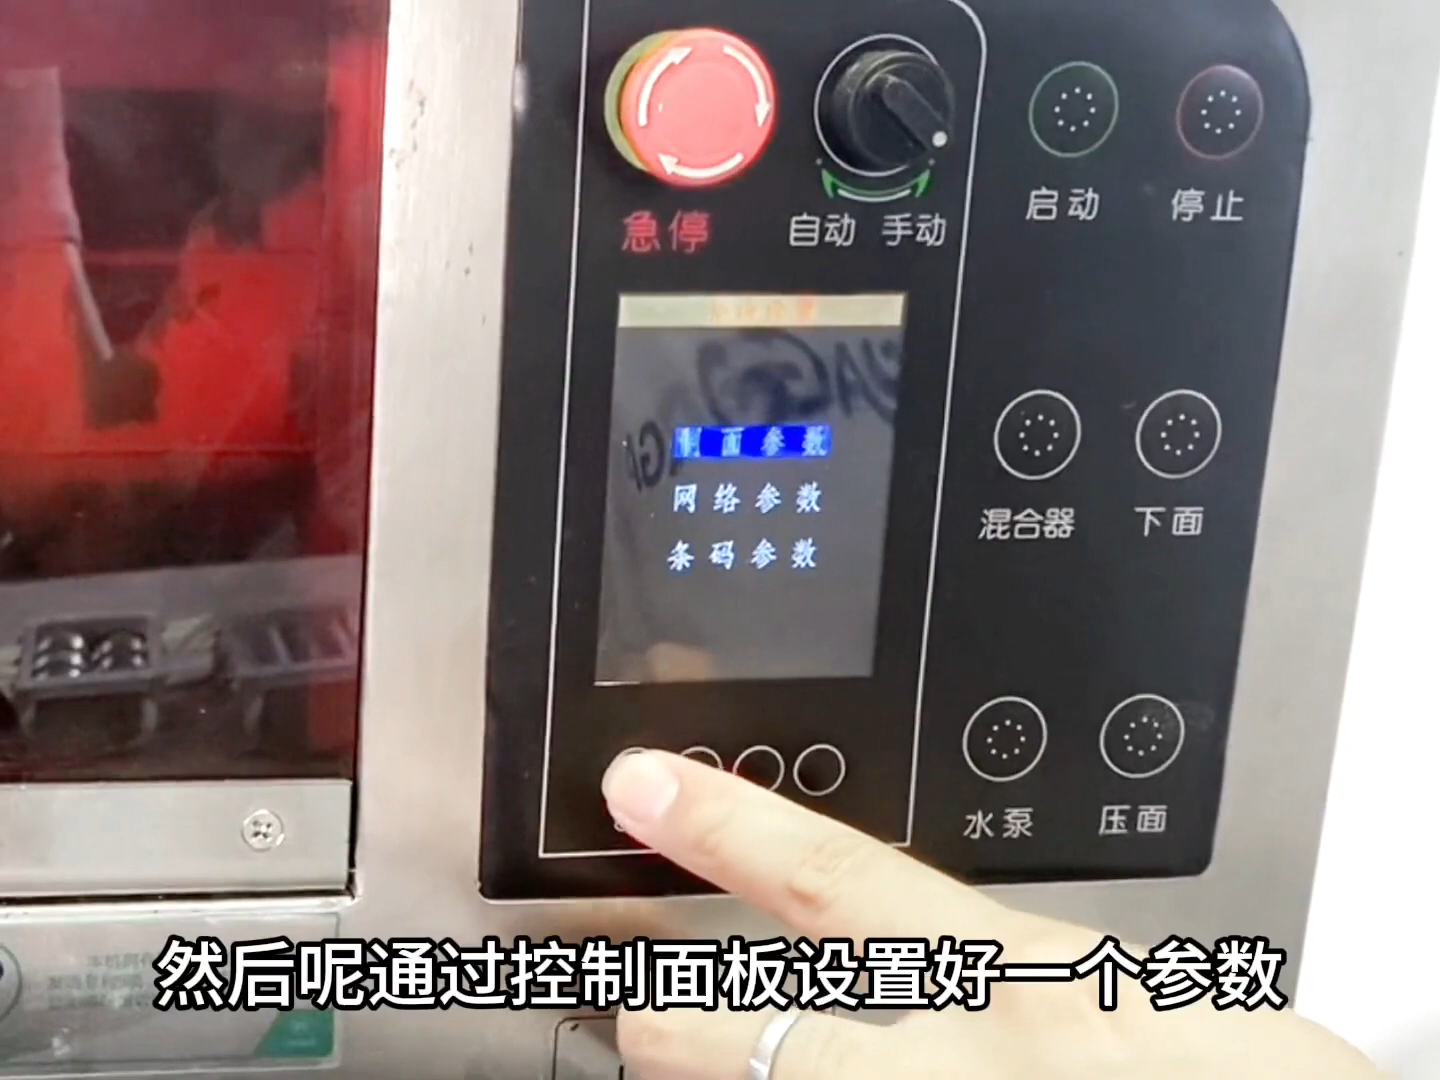 急停
自动 手动
启动
停止
制面参数
网络参数
条码参数
混合器
下面
水泵
压面
然后呢通过控制面板设置好一个参数